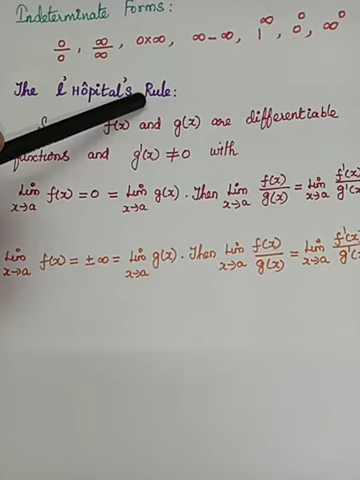 Indeterminate Forms:
0/0, ∞/∞, 0×∞, ∞-∞, 1^∞, 0^0, ∞^0
The L' Hôpital's Rule:
f(x) and g(x) are differentiable
functions and g'(x) ≠ 0 with
lim x→a f(x) = 0 = lim x→a g(x). Then lim x→a f(x)/g(x) = lim x→a f'(x)/g'(x)
lim x→a f(x) = ±∞ = lim x→a g(x). Then lim x→a f(x)/g(x) = lim x→a f'(x)/g'(x)